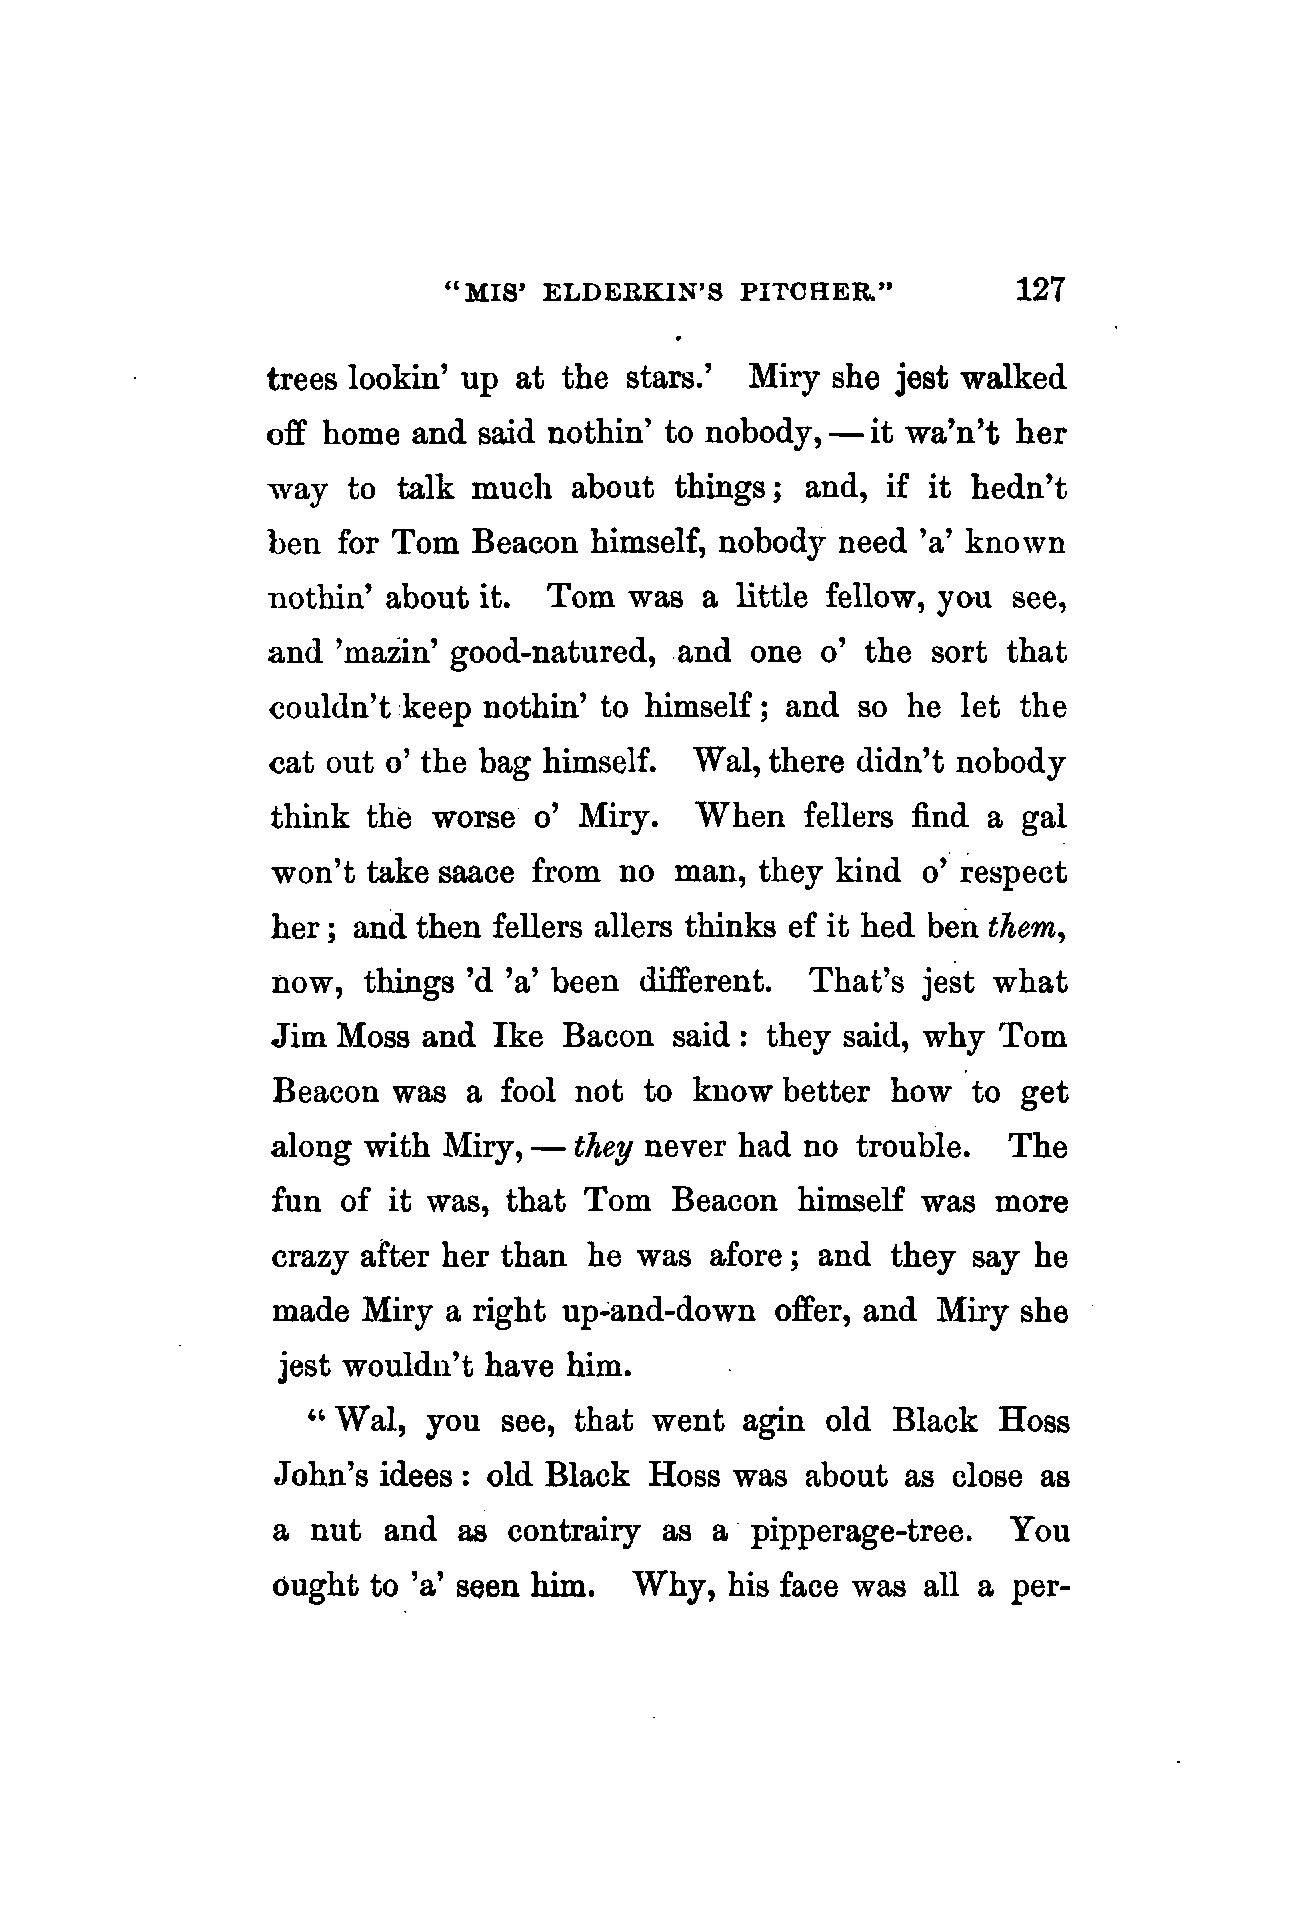 "MIS' ELDERKIN'S PITCHER." 127
trees lookin' up at the stars.' Miry she jest walked
off home and said nothin' to nobody, — it wa'n't her
way to talk much about things; and, if it hedn't
ben for Tom Beacon himself, nobody need 'a' known
nothin' about it. Tom was a little fellow, you see,
and 'mazin' good-natured, and one o' the sort that
couldn't keep nothin' to himself; and so he let the
cat out o' the bag himself. Wal, there didn't nobody
think the worse o' Miry. When fellers find a gal
won't take saace from no man, they kind o' respect
her; and then fellers allers thinks ef it hed ben them,
now, things 'd 'a' been different. That's jest what
Jim Moss and Ike Bacon said: they said, why Tom
Beacon was a fool not to know better how to get
along with Miry, — they never had no trouble. The
fun of it was, that Tom Beacon himself was more
crazy after her than he was afore; and they say he
made Miry a right up-and-down offer, and Miry she
jest wouldn't have him.
"Wal, you see, that went agin old Black Hoss
John's idees: old Black Hoss was about as close as
a nut and as contrairy as a pipperage-tree. You
ought to 'a' seen him. Why, his face was all a per-